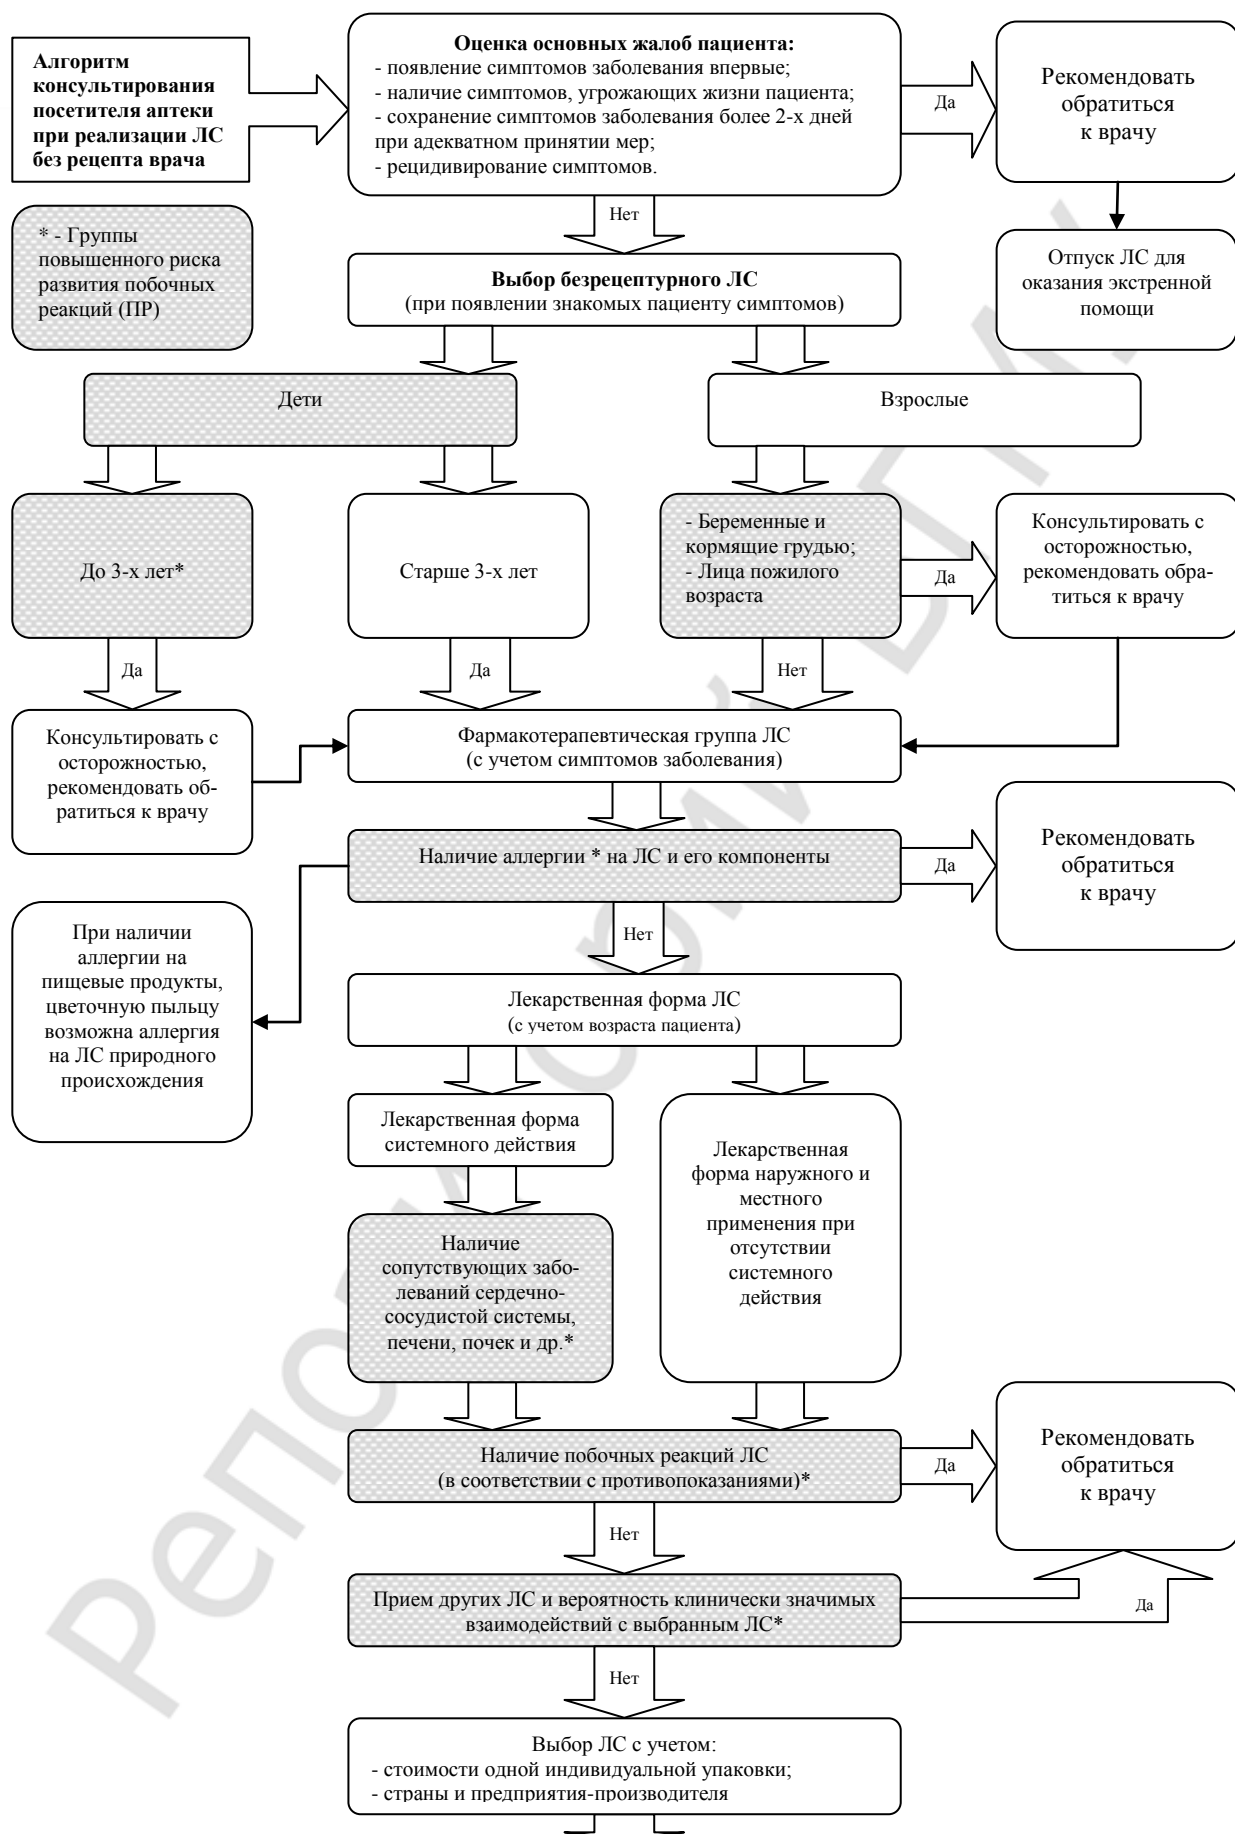 Алгоритм
консультирования
посетителя аптеки
при реализации ЛС
без рецепта врача
Оценка основных жалоб пациента:
- появление симптомов заболевания впервые;
- наличие симптомов, угрожающих жизни пациента;
- сохранение симптомов заболевания более 2-х дней
при адекватном принятии мер;
- рецидивирование симптомов.
Да
Рекомендовать
обратиться
к врачу
* - Группы
повышенного риска
развития побочных
реакций (ПР)
Нет
Отпуск ЛС для
оказания экстренной
помощи
Выбор безрецептурного ЛС
(при появлении знакомых пациенту симптомов)
Дети
Взрослые
До 3-х лет*
Старше 3-х лет
- Беременные и
кормящие грудью;
- Лица пожилого
возраста
Да
Консультировать с
осторожностью,
рекомендовать обра-
титься к врачу
Да
Да
Нет
Консультировать с
осторожностью,
рекомендовать об-
ратиться к врачу
Фармакотерапевтическая группа ЛС
(с учетом симптомов заболевания)
Наличие аллергии * на ЛС и его компоненты
Да
Рекомендовать
обратиться
к врачу
При наличии
аллергии на
пищевые продукты,
цветочную пыльцу
возможна аллергия
на ЛС природного
происхождения
Нет
Лекарственная форма ЛС
(с учетом возраста пациента)
Лекарственная форма
системного действия
Лекарственная
форма наружного и
местного
применения при
отсутствии
системного
действия
Наличие
сопутствующих забо-
леваний сердечно-
сосудистой системы,
печени, почек и др.*
Наличие побочных реакций ЛС
(в соответствии с противопоказаниями)*
Да
Рекомендовать
обратиться
к врачу
Нет
Прием других ЛС и вероятность клинически значимых
взаимодействий с выбранным ЛС*
Да
Нет
Выбор ЛС с учетом:
- стоимости одной индивидуальной упаковки;
- страны и предприятия-производителя